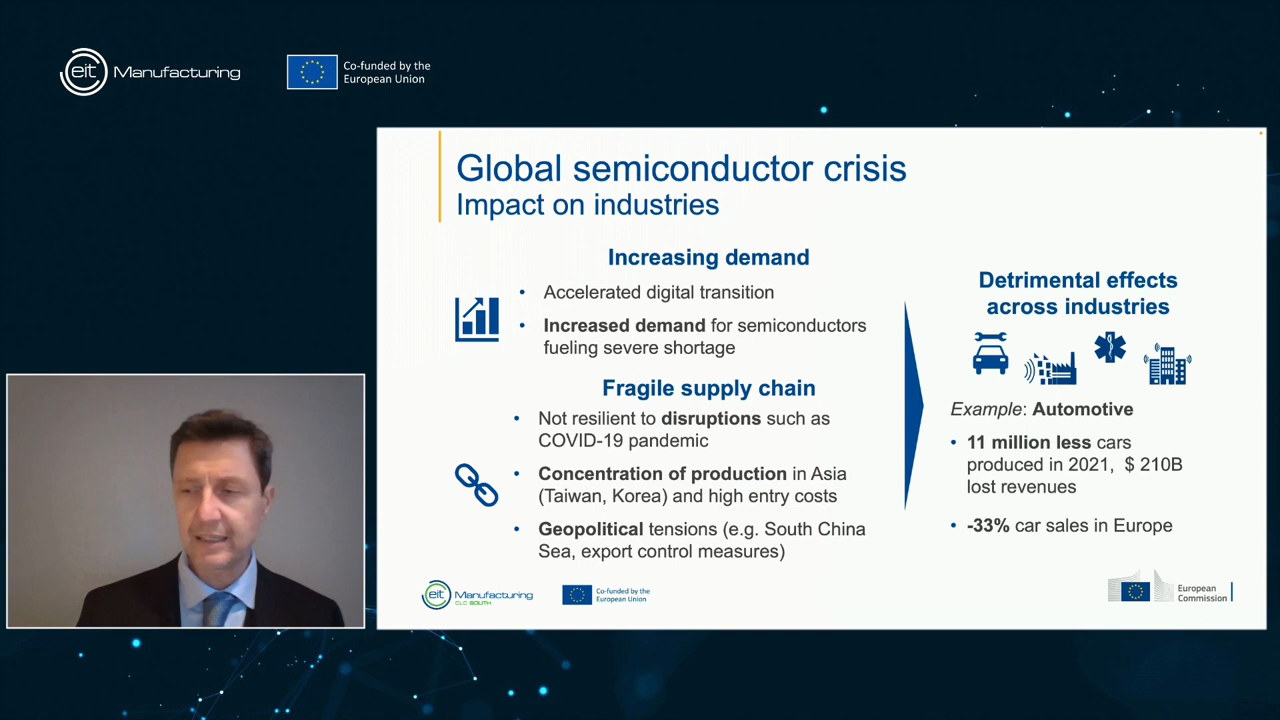 eit Manufacturing
Co-funded by the
European Union
Global semiconductor crisis
Impact on industries
Increasing demand
• Accelerated digital transition
• Increased demand for semiconductors
fueling severe shortage
Fragile supply chain
• Not resilient to disruptions such as
COVID-19 pandemic
• Concentration of production in Asia
(Taiwan, Korea) and high entry costs
• Geopolitical tensions (e.g. South China
Sea, export control measures)
Detrimental effects
across industries
Example: Automotive
• 11 million less cars
produced in 2021, $ 210B
lost revenues
• -33% car sales in Europe
eit Manufacturing
CLC SOUTH
Co-funded by the
European Union
European
Commission